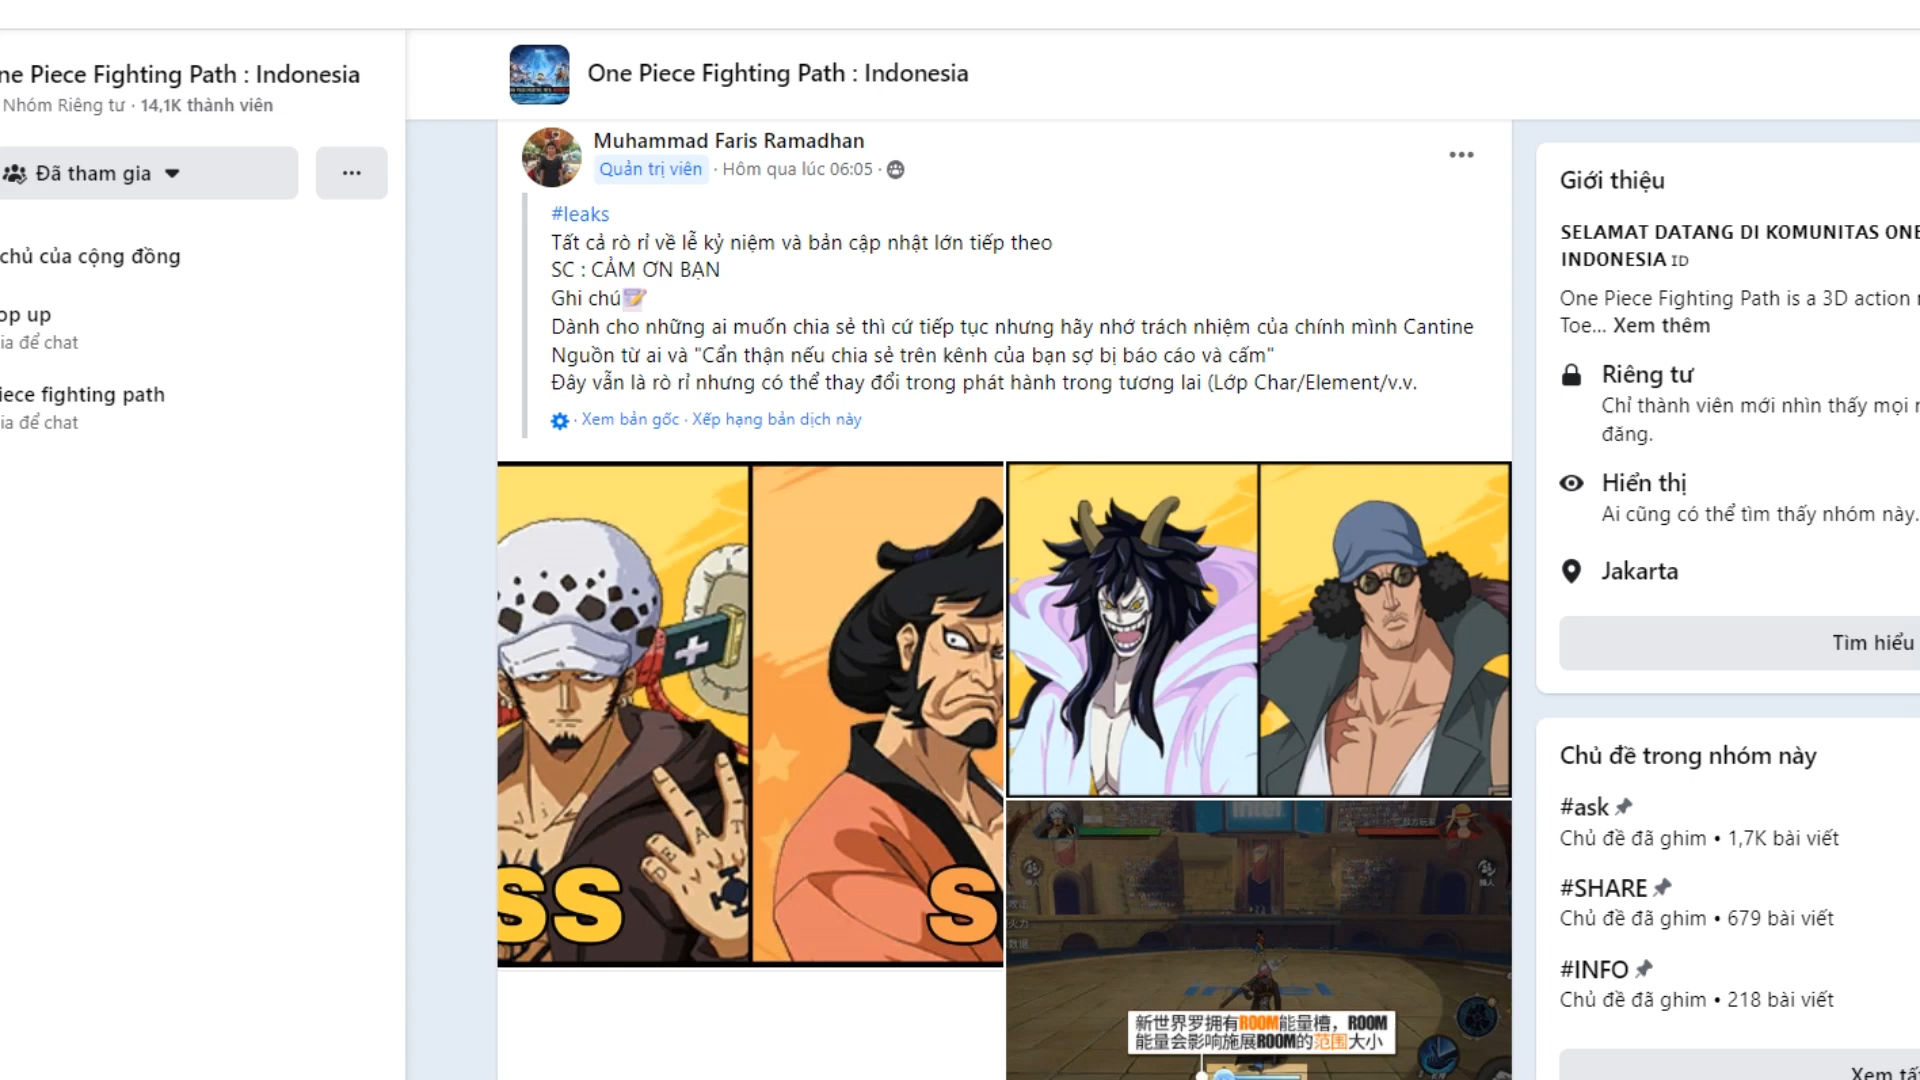 ne Piece Fighting Path : Indonesia
Nhóm Riêng tư · 14,1K thành viên
Đã tham gia
chủ của cộng đồng
op up
ia để chat
iece fighting path
ia để chat
One Piece Fighting Path : Indonesia
Muhammad Faris Ramadhan
Quản trị viên · Hôm qua lúc 06:05 ·
#leaks
Tất cả rò rỉ về lễ kỷ niệm và bản cập nhật lớn tiếp theo
SC : CẢM ƠN BẠN
Ghi chú
Dành cho những ai muốn chia sẻ thì cứ tiếp tục nhưng hãy nhớ trách nhiệm của chính mình Cantine
Nguồn từ ai và "Cẩn thận nếu chia sẻ trên kênh của bạn sợ bị báo cáo và cấm"
Đây vẫn là rò rỉ nhưng có thể thay đổi trong phát hành trong tương lai (Lớp Char/Element/v.v.
· Xem bản gốc · Xếp hạng bản dịch này
SS
S
DEAT
intel
新世界罗拥有ROOM能量槽，ROOM
能量会影响施展ROOM的范围大小
Giới thiệu
SELAMAT DATANG DI KOMUNITAS ONE
INDONESIA ID
One Piece Fighting Path is a 3D action
Toe... Xem thêm
Riêng tư
Chỉ thành viên mới nhìn thấy mọi
đăng.
Hiển thị
Ai cũng có thể tìm thấy nhóm này.
Jakarta
Tìm hiểu
Chủ đề trong nhóm này
#ask
Chủ đề đã ghim • 1,7K bài viết
#SHARE
Chủ đề đã ghim • 679 bài viết
#INFO
Chủ đề đã ghim • 218 bài viết
Xem tấ